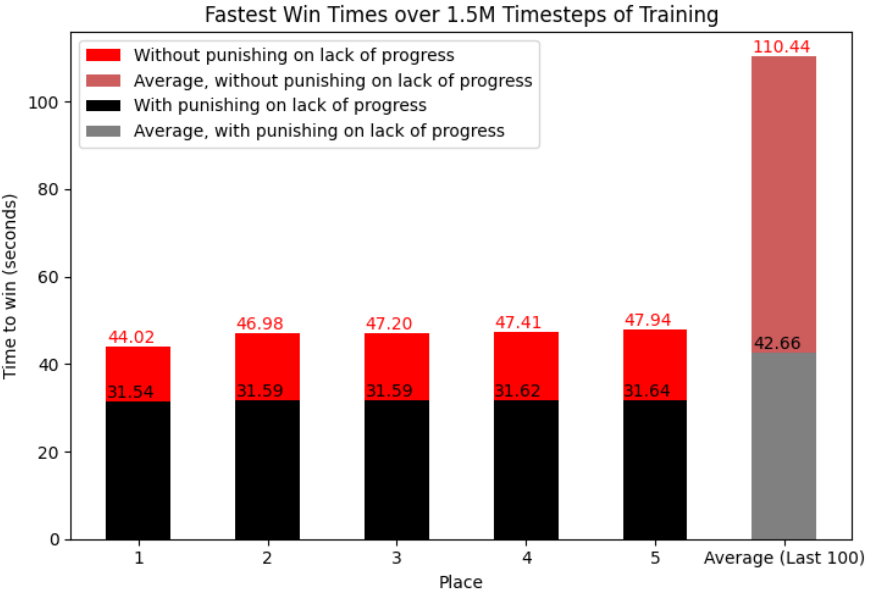 Fastest Win Times over 1.5M Timesteps of Training
Without punishing on lack of progress
Average, without punishing on lack of progress
With punishing on lack of progress
Average, with punishing on lack of progress
110.44
100
80
60
40
20
0
Time to win (seconds)
44.02
46.98
47.20
47.41
47.94
42.66
31.54
31.59
31.59
31.62
31.64
1
2
3
4
5
Average (Last 100)
Place